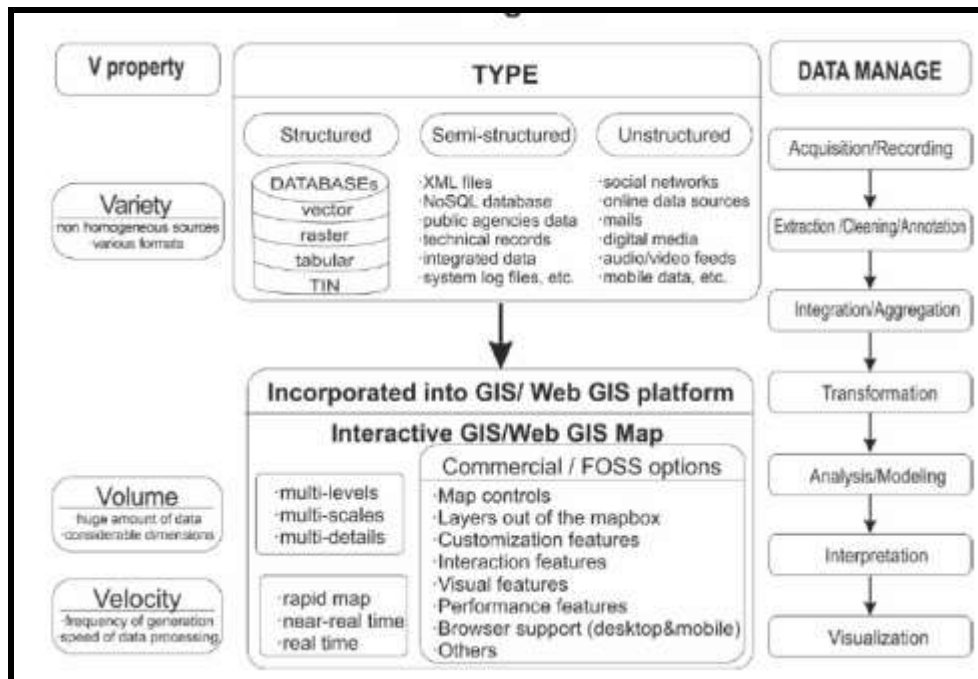 V property
TYPE
DATA MANAGE
Structured
Semi-structured
Unstructured
DATABASEs
vector
raster
tabular
TIN
·XML files
·NoSQL database
·public agencies data
·technical records
·integrated data
·system log files, etc.
·social networks
·online data sources
·mails
·digital media
·audio/video feeds
·mobile data, etc.
Variety
non homogeneous sources
·various formats
Incorporated into GIS/ Web GIS platform
Interactive GIS/Web GIS Map
Volume
huge amount of data
·considerable dimensions
·multi-levels
·multi-scales
·multi-details
Commercial / FOSS options
·Map controls
·Layers out of the mapbox
·Customization features
·Interaction features
·Visual features
·Performance features
·Browser support (desktop&mobile)
·Others
Velocity
·frequency of generation
·speed of data processing
·rapid map
·near-real time
·real time
Acquisition/Recording
Extraction /Cleaning/Annotation
Integration/Aggregation
Transformation
Analysis/Modeling
Interpretation
Visualization